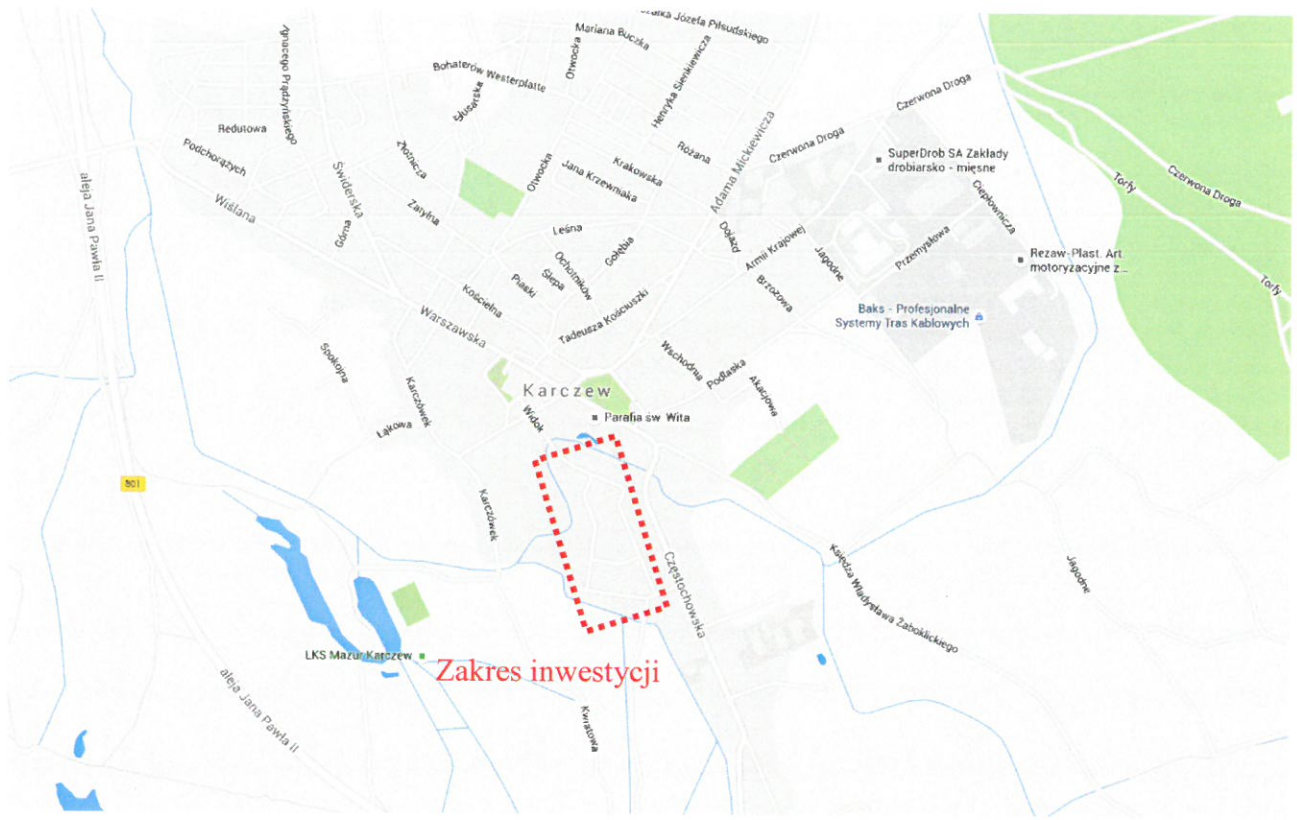 Józefa Piłsudskiego
Mariana Buczka
Otwocka
Henryka Sienkiewicza
Ignacego Prądzyńskiego
Bohaterów Westerplatte
Ślusarska
Czerwona Droga
Redutowa
Podchorążych
Złotnicza
Świderska
Otwocka
Jana Krzewniaka
Krakowska
Różana
Adama Mickiewicza
Czerwona Droga
SuperDrob SA Zakłady
drobiarsko - mięsne
Ciepłownicza
Torfy
Czerwona Droga
aleja Jana Pawła II
Wiślana
Górna
Zatylna
Leśna
Gołębia
Ochotników
Ślepa
Piaski
Dojazd
Armii Krajowej
Jagodne
Przemysłowa
Brzozowa
Rezaw-Plast. Art.
motoryzacyjne z...
Torfy
Kościelna
Warszawska
Tadeusza Kościuszki
Baks - Profesjonalne
Systemy Tras Kablowych
Spokojna
Karczówek
Łąkowa
Wschodnia
Podlaska
Akacjowa
Karczew
Widok
Parafia św. Wita
801
Karczówek
Częstochowska
Księdza Władysława Żaboklickiego
Jagodne
LKS Mazur Karczew
Zakres inwestycji
aleja Jana Pawła II
Kwiatowa